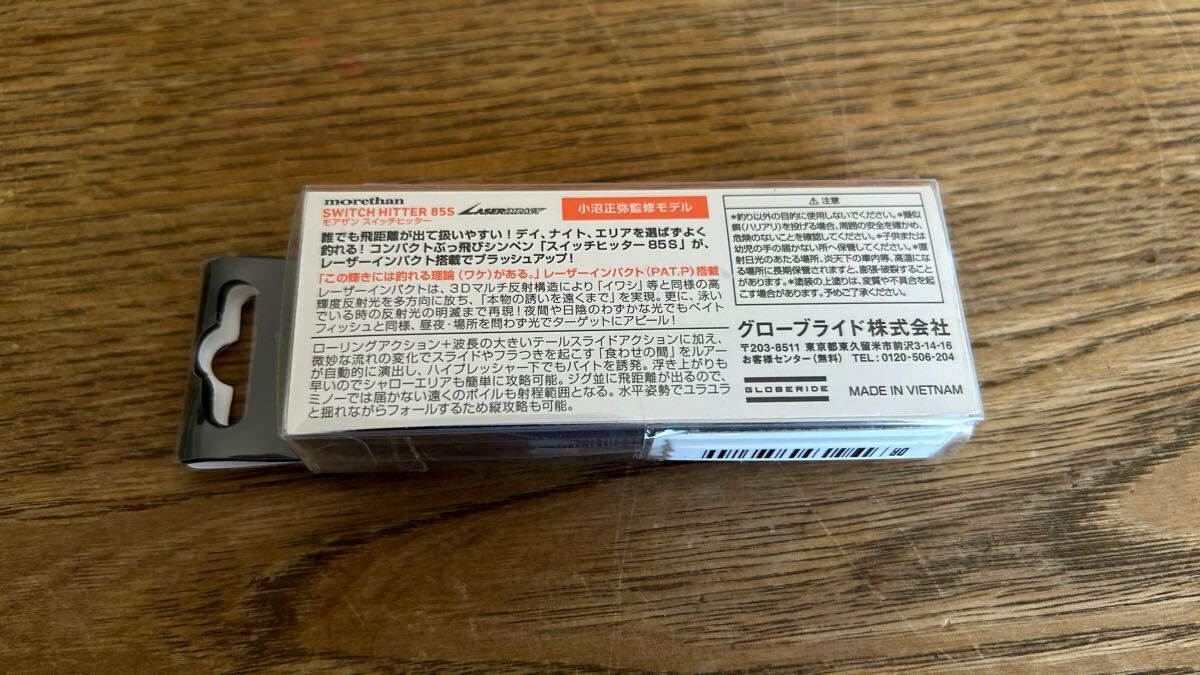 morethan
SWITCH HITTER 85S LASER IMPACT
モアザン スイッチヒッター
小沼正弥監修モデル
誰でも飛距離が出て扱いやすい！デイ、ナイト、エリアを選ばずよく
釣れる！コンパクトぶっ飛びシンペン「スイッチヒッター85S」が、
レーザーインパクト搭載でブラッシュアップ！
「この輝きには釣れる理論（ワケ）がある。」レーザーインパクト（PAT.P）搭載
レーザーインパクトは、3Dマルチ反射構造により「イワシ」等と同様の高
輝度反射光を多方向に放ち、「本物の誘いを遠くまで」を実現。更に、泳い
でいる時の反射光の明滅まで再現！夜間や日陰のわずかな光でもベイト
フィッシュと同様、昼夜・場所を問わず光でターゲットにアピール！
ローリングアクション＋波長の大きいテールスライドアクションに加え、
微妙な流れの変化でスライドやフラつきを起こす「食わせの間」をルアー
が自動的に演出し、ハイプレッシャー下でもバイトを誘発。浮き上がりも
早いのでシャローエリアも簡単に攻略可能。ジグ並に飛距離が出るので、
ミノーでは届かない遠くのボイルも射程範囲となる。水平姿勢でユラユラ
と揺れながらフォールするため縦攻略も可能。
⚠ 注意
＊釣り以外の目的に使用しないでください。＊擬似
餌（ハリアリ）を投げる場合、周囲の安全を確かめ、
危険のないことを確認してください。＊子供または
幼児の手の届かない所へ保管してください。＊直
射日光のあたる場所、炎天下の車内等、高温にな
る場所に長期保管されますと、膨張・破裂すること
があります。＊塗装の上塗りは、変質や不具合を起
こす場合があります。予めご了承ください。
グローブライド株式会社
〒203-8511 東京都東久留米市前沢3-14-16
お客様センター（無料） TEL：0120-506-204
GLOBERIDE
MADE IN VIETNAM
DR